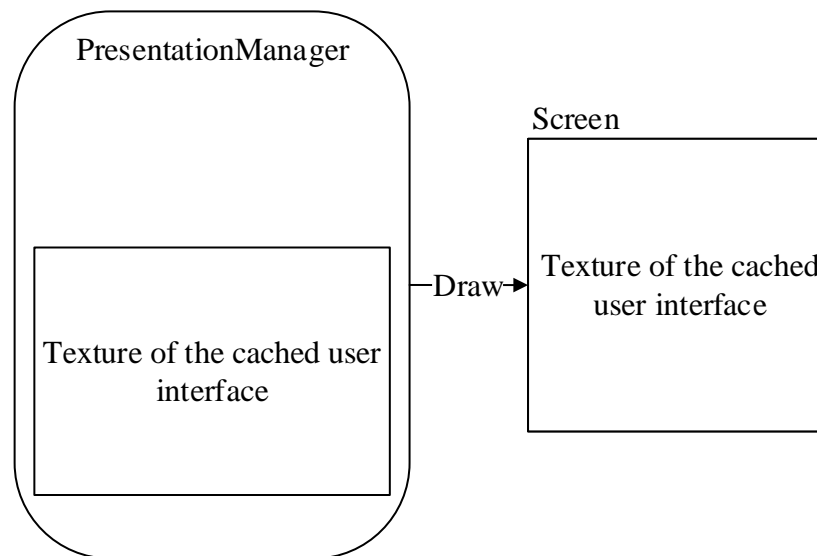 PresentationManager
Screen
Texture of the cached user
interface
Draw
Texture of the cached
user interface